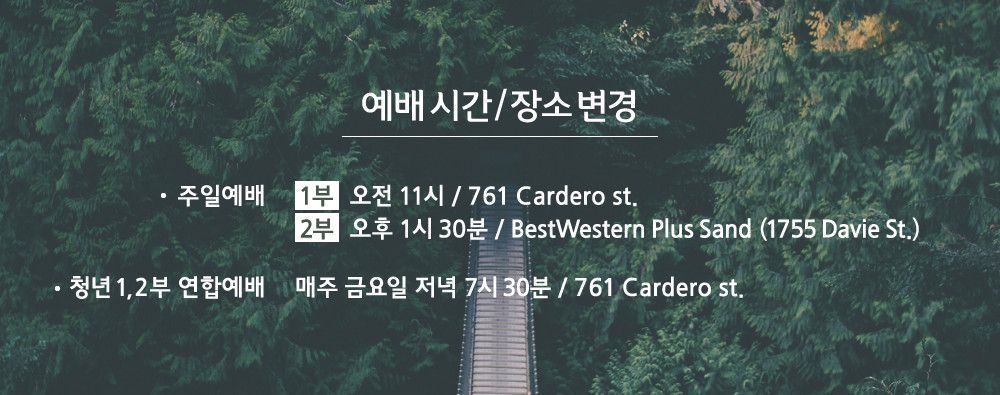 예배 시간/장소 변경
• 주일예배 1부 오전 11시 / 761 Cardero st.
2부 오후 1시 30분 / BestWestern Plus Sand (1755 Davie St.)
• 청년 1,2부 연합예배 매주 금요일 저녁 7시 30분 / 761 Cardero st.